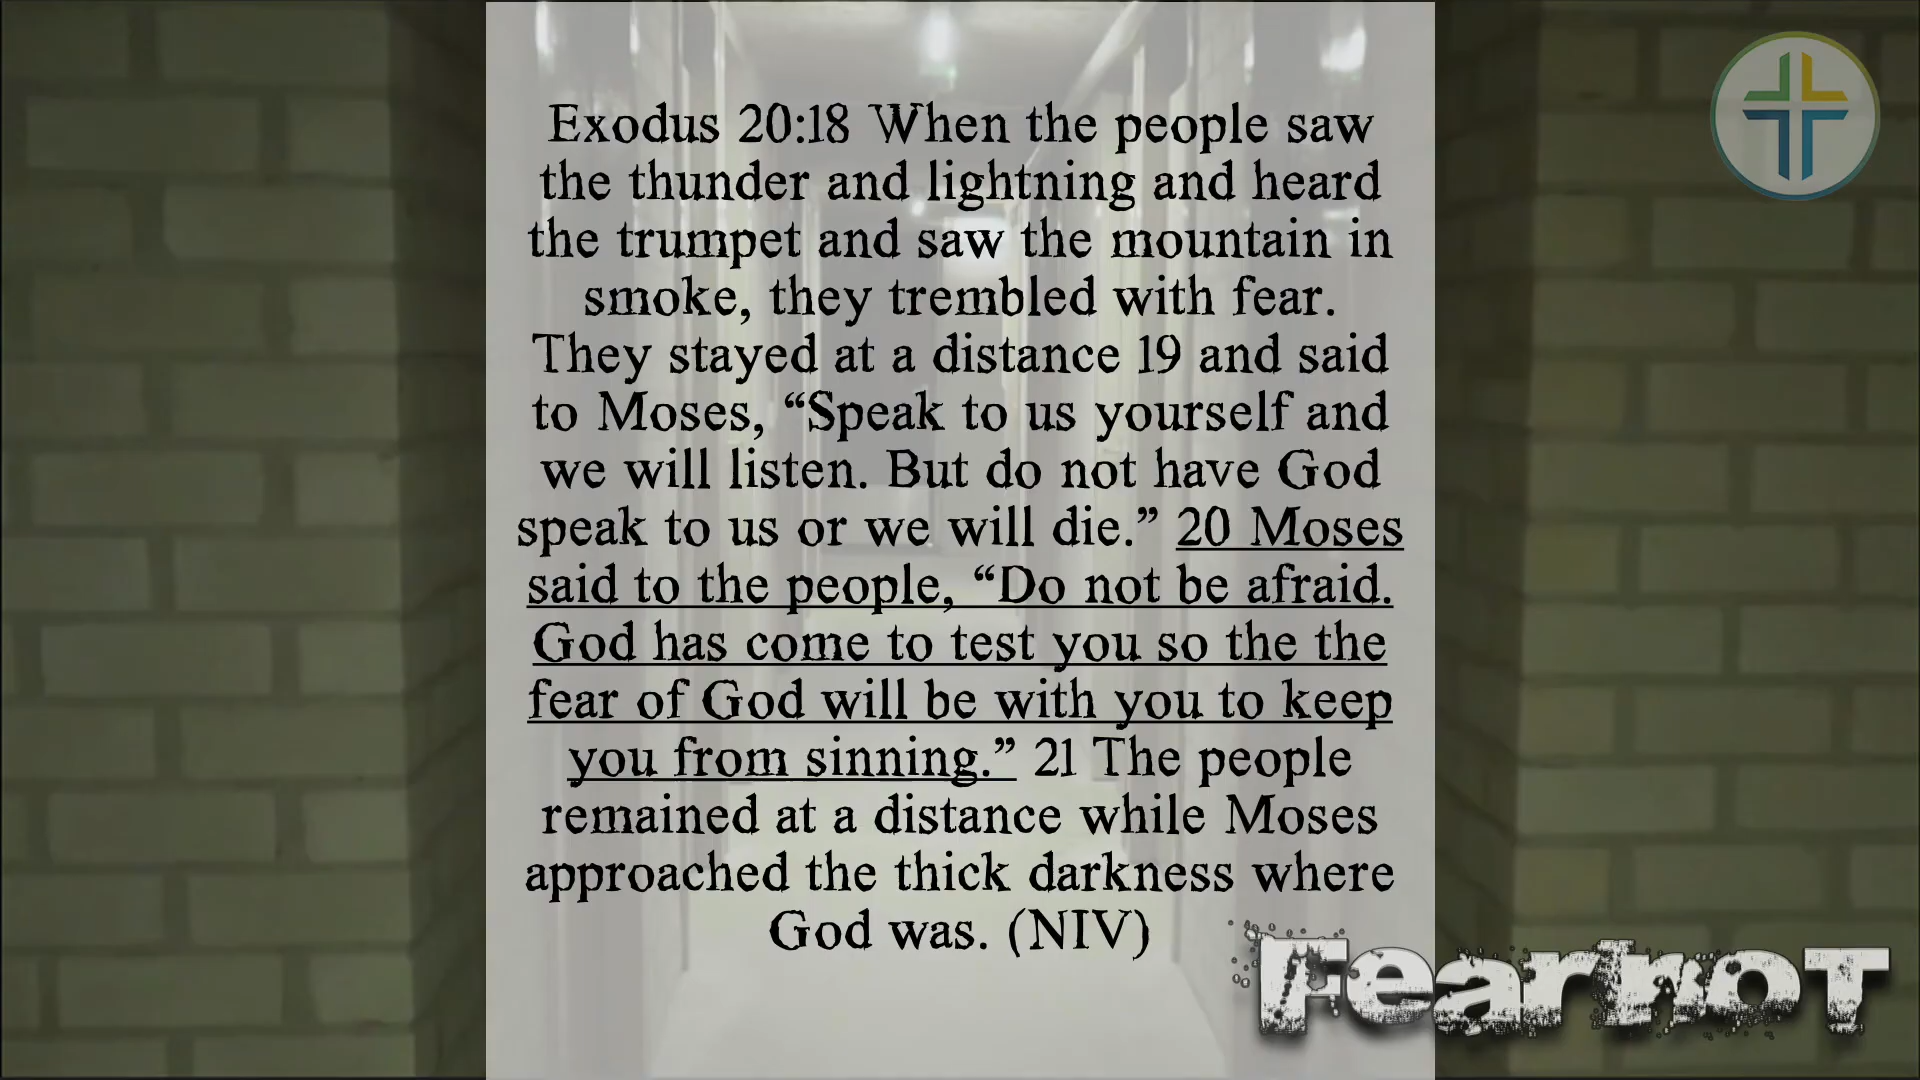 Exodus 20:18 When the people saw
the thunder and lightning and heard
the trumpet and saw the mountain in
smoke, they trembled with fear.
They stayed at a distance 19 and said
to Moses, “Speak to us yourself and
we will listen. But do not have God
speak to us or we will die.” 20 Moses
said to the people, “Do not be afraid.
God has come to test you so the the
fear of God will be with you to keep
you from sinning.” 21 The people
remained at a distance while Moses
approached the thick darkness where
God was. (NIV)
Fear not